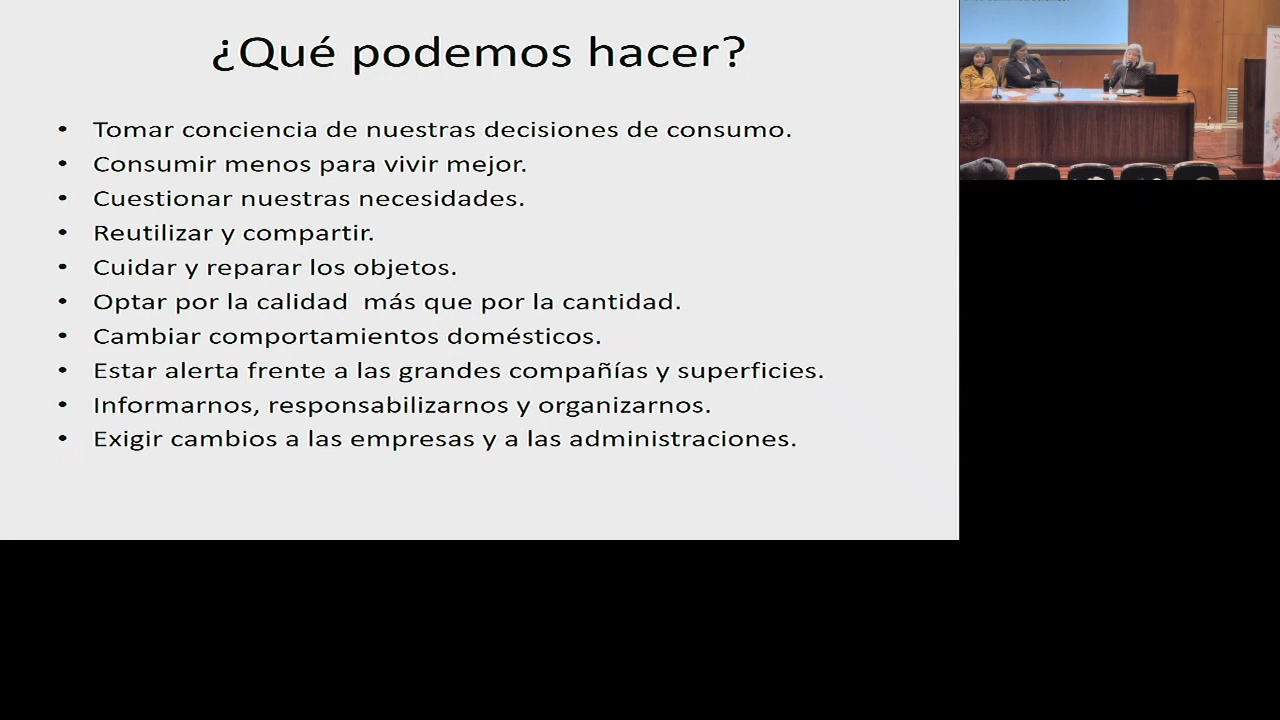 ¿Qué podemos hacer?
• Tomar conciencia de nuestras decisiones de consumo.
• Consumir menos para vivir mejor.
• Cuestionar nuestras necesidades.
• Reutilizar y compartir.
• Cuidar y reparar los objetos.
• Optar por la calidad  más que por la cantidad.
• Cambiar comportamientos domésticos.
• Estar alerta frente a las grandes compañías y superficies.
• Informarnos, responsabilizarnos y organizarnos.
• Exigir cambios a las empresas y a las administraciones.